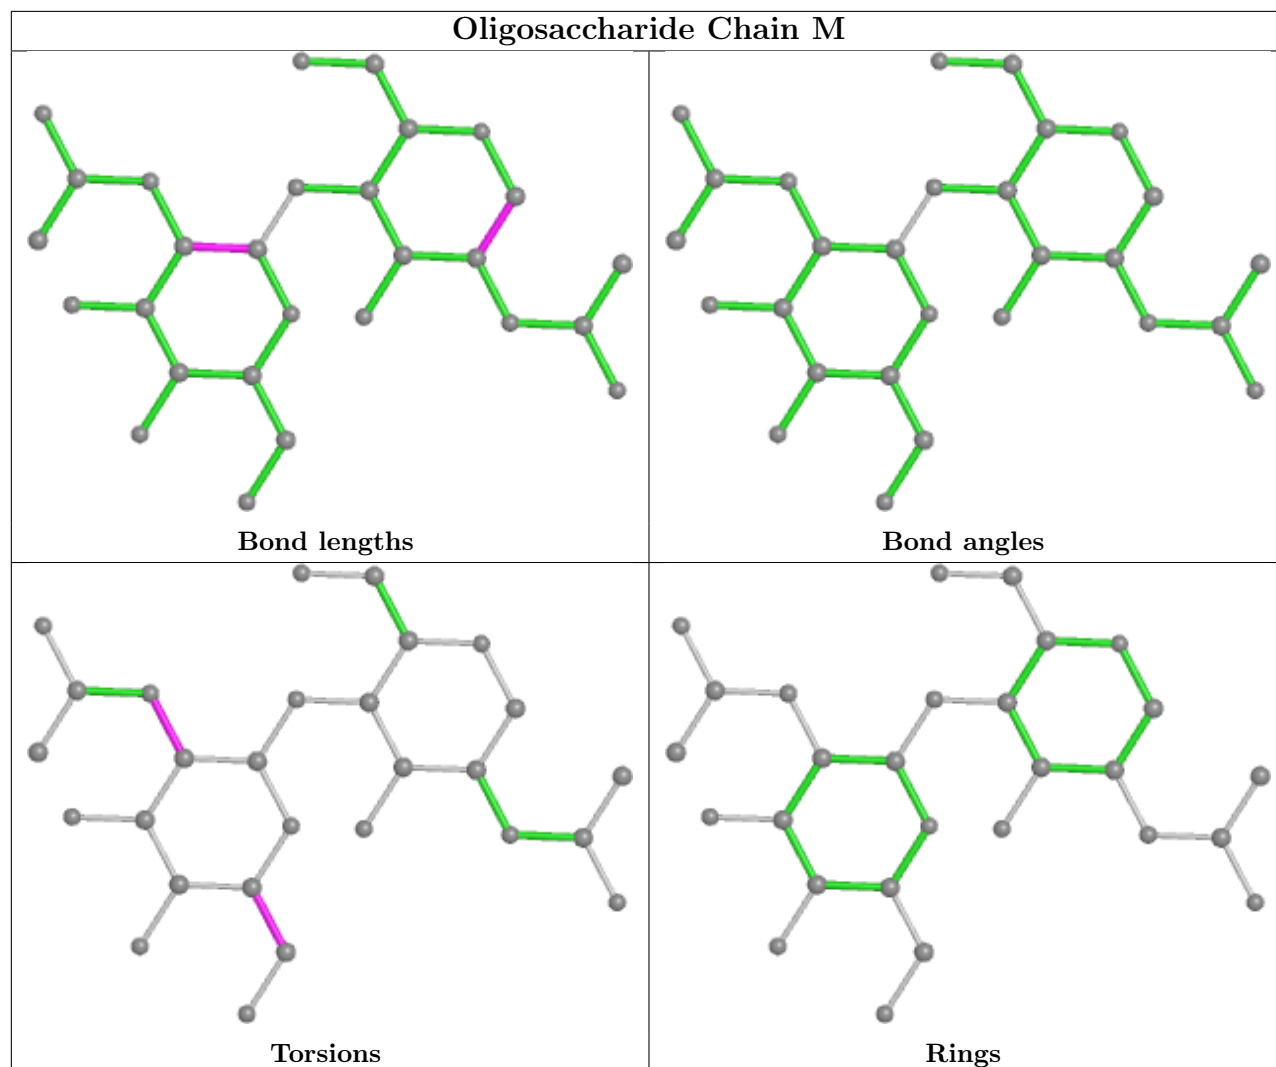 Oligosaccharide Chain M
Bond lengths
Bond angles
Torsions
Rings